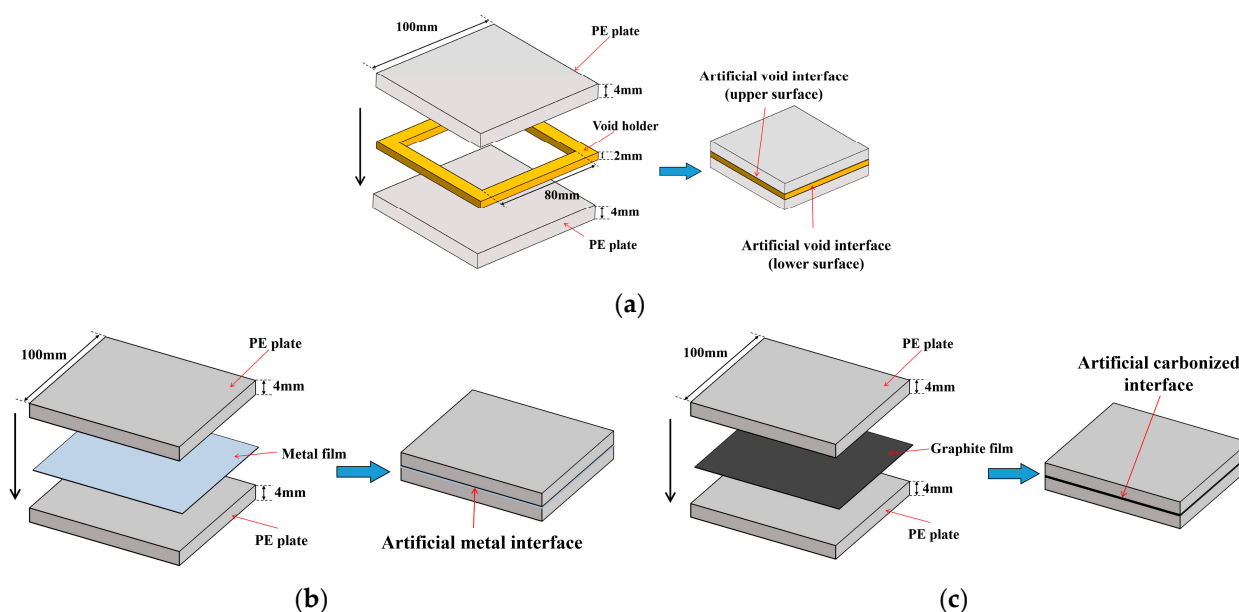 100mm
PE plate
4mm
Void holder
2mm
80mm
4mm
PE plate
Artificial void interface
(upper surface)
Artificial void interface
(lower surface)
(a)
100mm
PE plate
4mm
Metal film
4mm
PE plate
Artificial metal interface
(b)
100mm
PE plate
4mm
Graphite film
4mm
PE plate
Artificial carbonized
interface
(c)